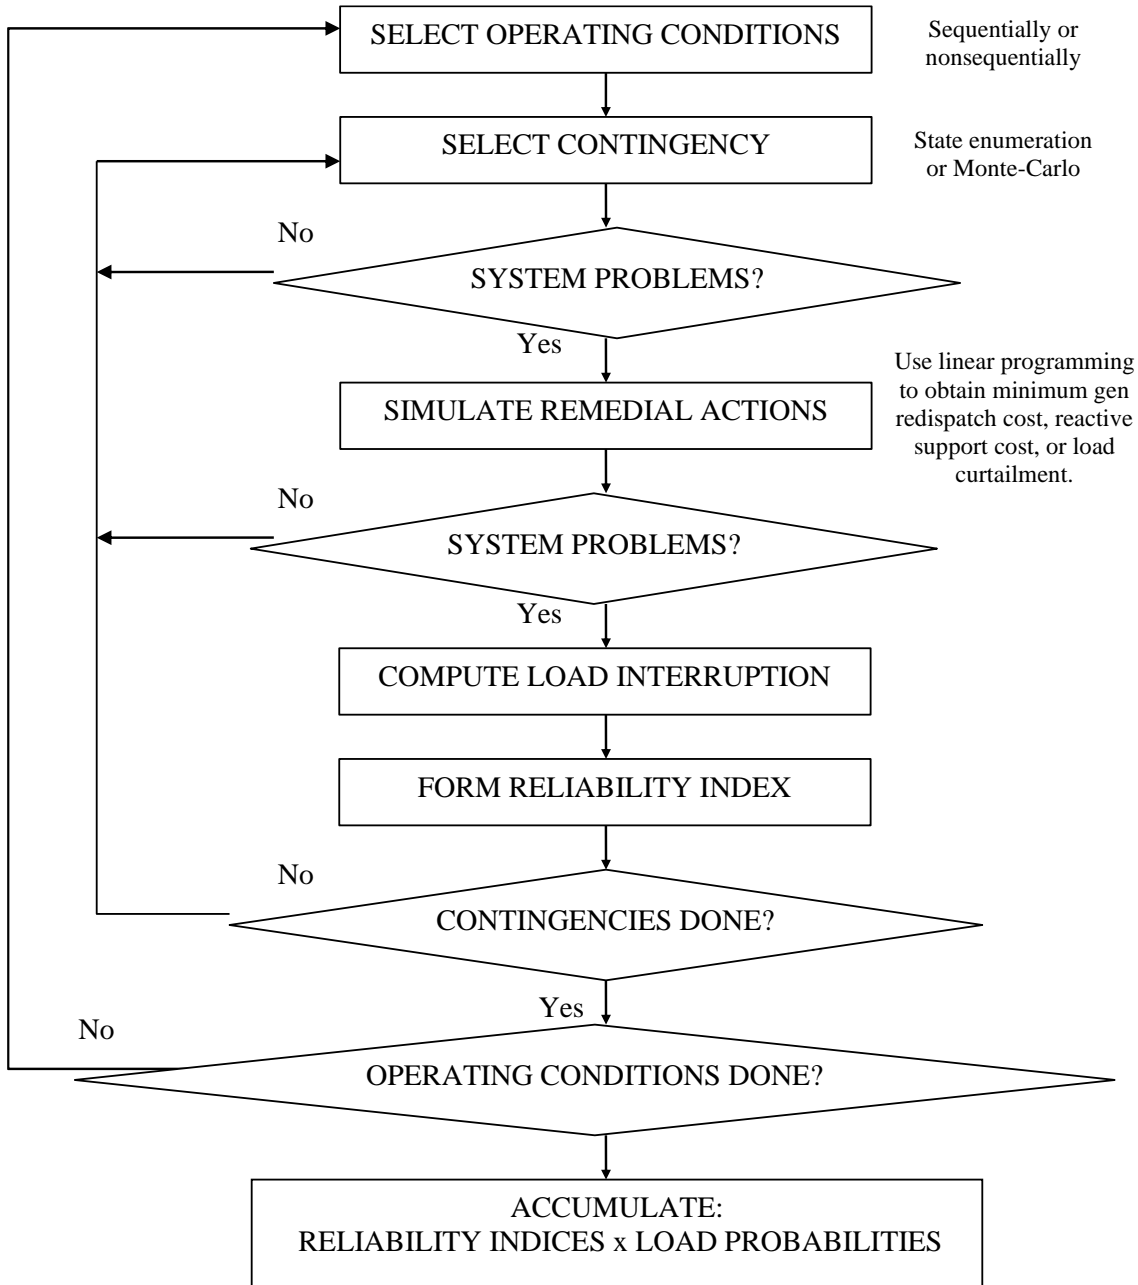 SELECT OPERATING CONDITIONS
Sequentially or
nonsequentially
SELECT CONTINGENCY
State enumeration
or Monte-Carlo
No
SYSTEM PROBLEMS?
Yes
SIMULATE REMEDIAL ACTIONS
Use linear programming
to obtain minimum gen
redispatch cost, reactive
support cost, or load
curtailment.
No
SYSTEM PROBLEMS?
Yes
COMPUTE LOAD INTERRUPTION
FORM RELIABILITY INDEX
No
CONTINGENCIES DONE?
Yes
No
OPERATING CONDITIONS DONE?
ACCUMULATE:
RELIABILITY INDICES x LOAD PROBABILITIES